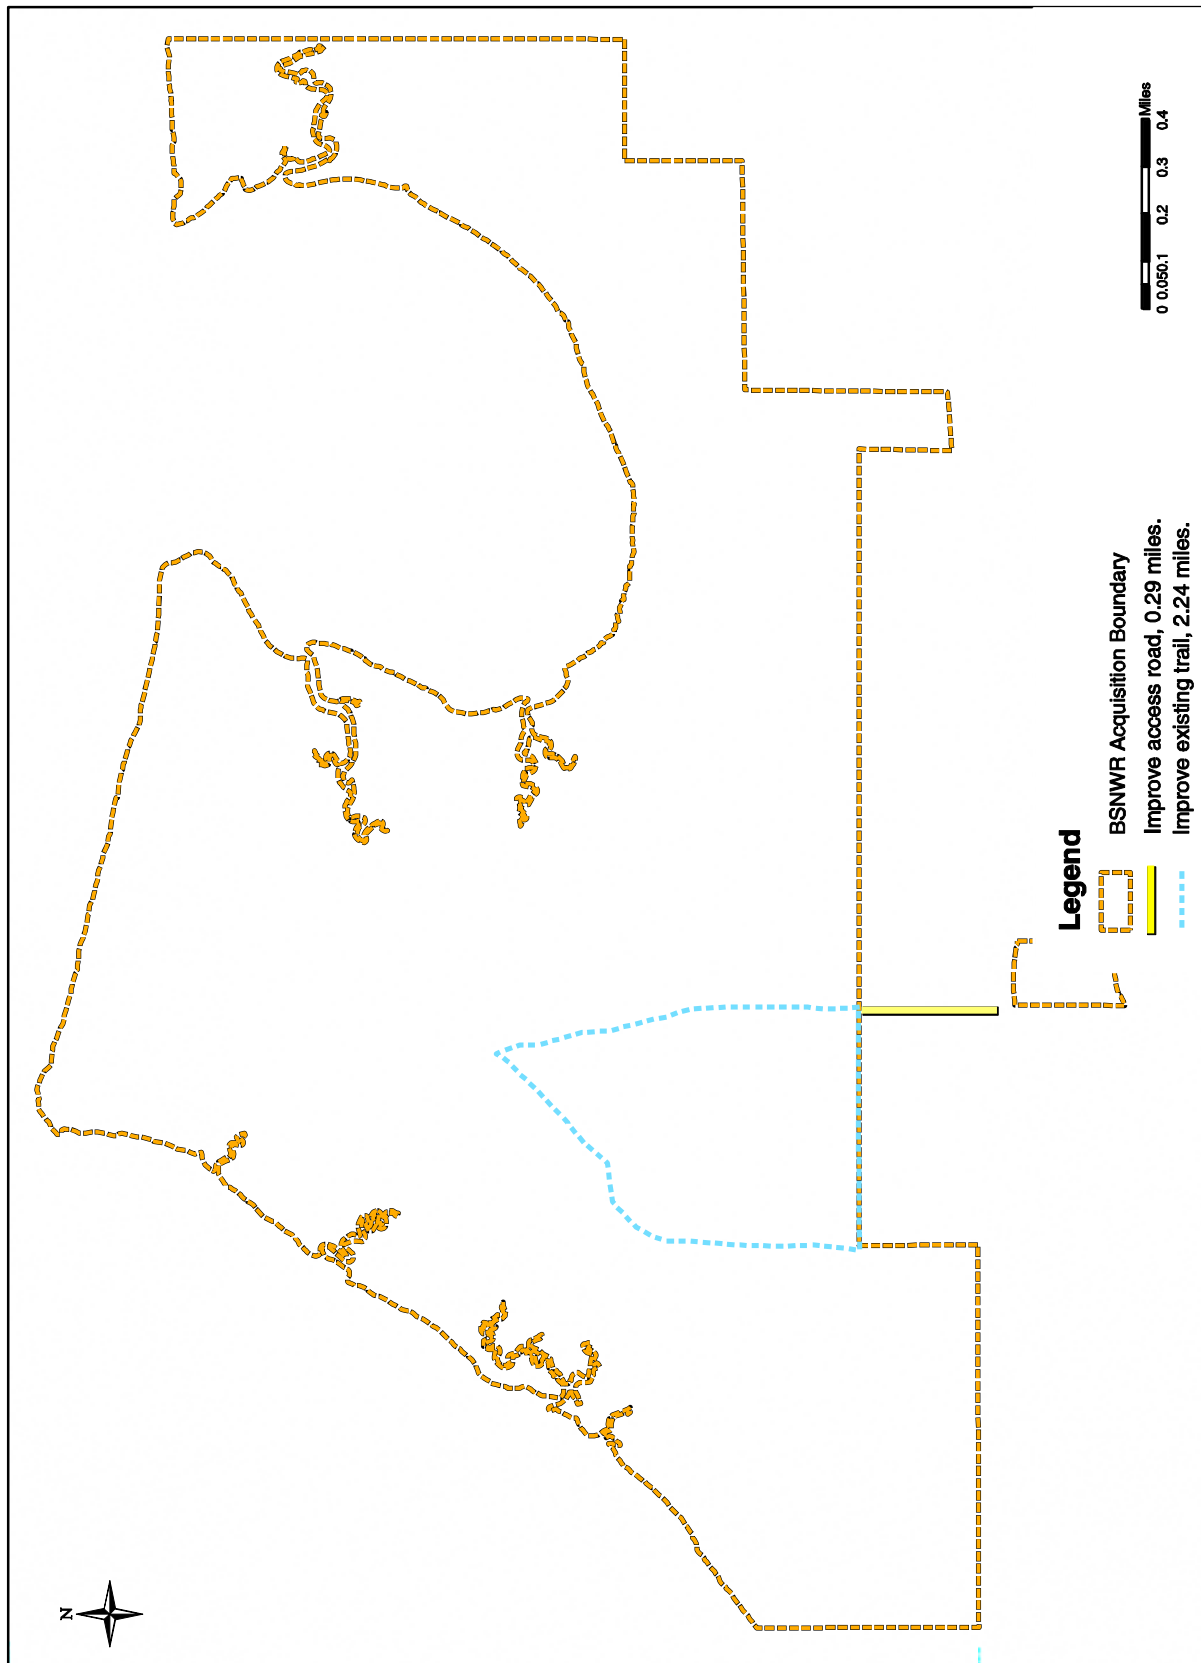 N
Legend
BSNWR Acquisition Boundary
Improve access road, 0.29 miles.
Improve existing trail, 2.24 miles.
Miles
0 0.050.1 0.2 0.3 0.4